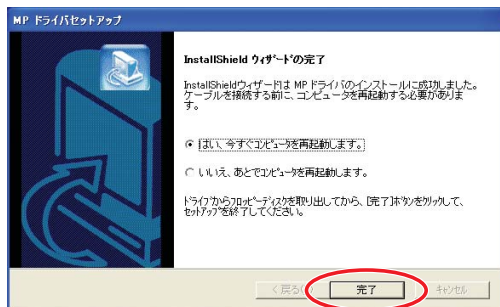 MP ドライバセットアップ
InstallShield ウィザードの完了
InstallShieldウィザードは MP ドライバのインストールに成功しました。
ケーブルを接続する前に、コンピュータを再起動する必要がありま
す。
はい、今すぐコンピュータを再起動します。
いいえ、あとでコンピュータを再起動します。
ドライブからフロッピーディスクを取り出してから、[完了]ボタンをクリックして、
セットアップを終了してください。
< 戻る
完了
キャンセル